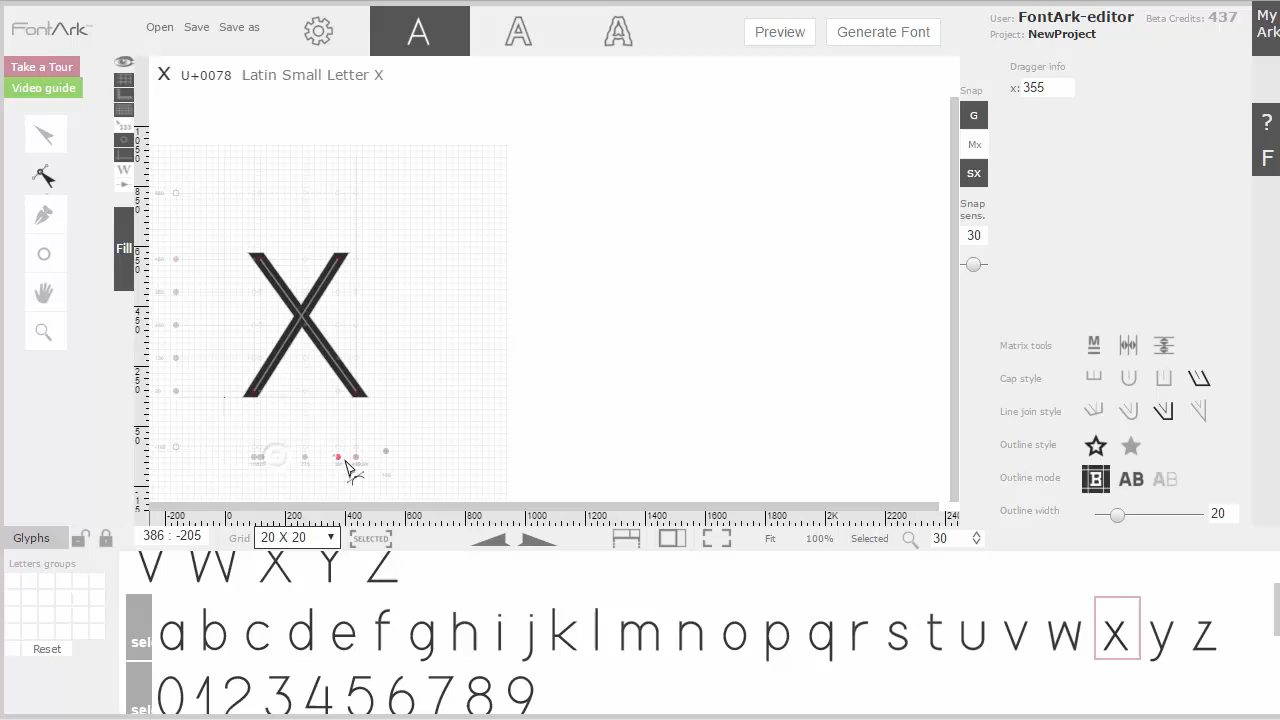 FontArk
Open Save Save as
A A A
Preview
Generate Font
User: FontArk-editor Beta Credits: 437
Project: NewProject
My
Ark
Take a Tour
Video guide
X U+0078 Latin Small Letter X
Dragger info
x: 355
Snap
G
Mx
SX
Snap
sens.
30
?
F
W
Fill
Matrix tools
Cap style
Line join style
Outline style
Outline mode B AB AB
Outline width 20
-200 0 200 400 600 800 1000 1200 1400 1600 1800 2K 2200 240
386 : -205 Grid 20 X 20 SELECTED Fit 100% Selected 30
Glyphs
Letters groups
Reset
V W X Y Z
sel a b c d e f g h i j k l m n o p q r s t u v w x y z
sel 0 1 2 3 4 5 6 7 8 9